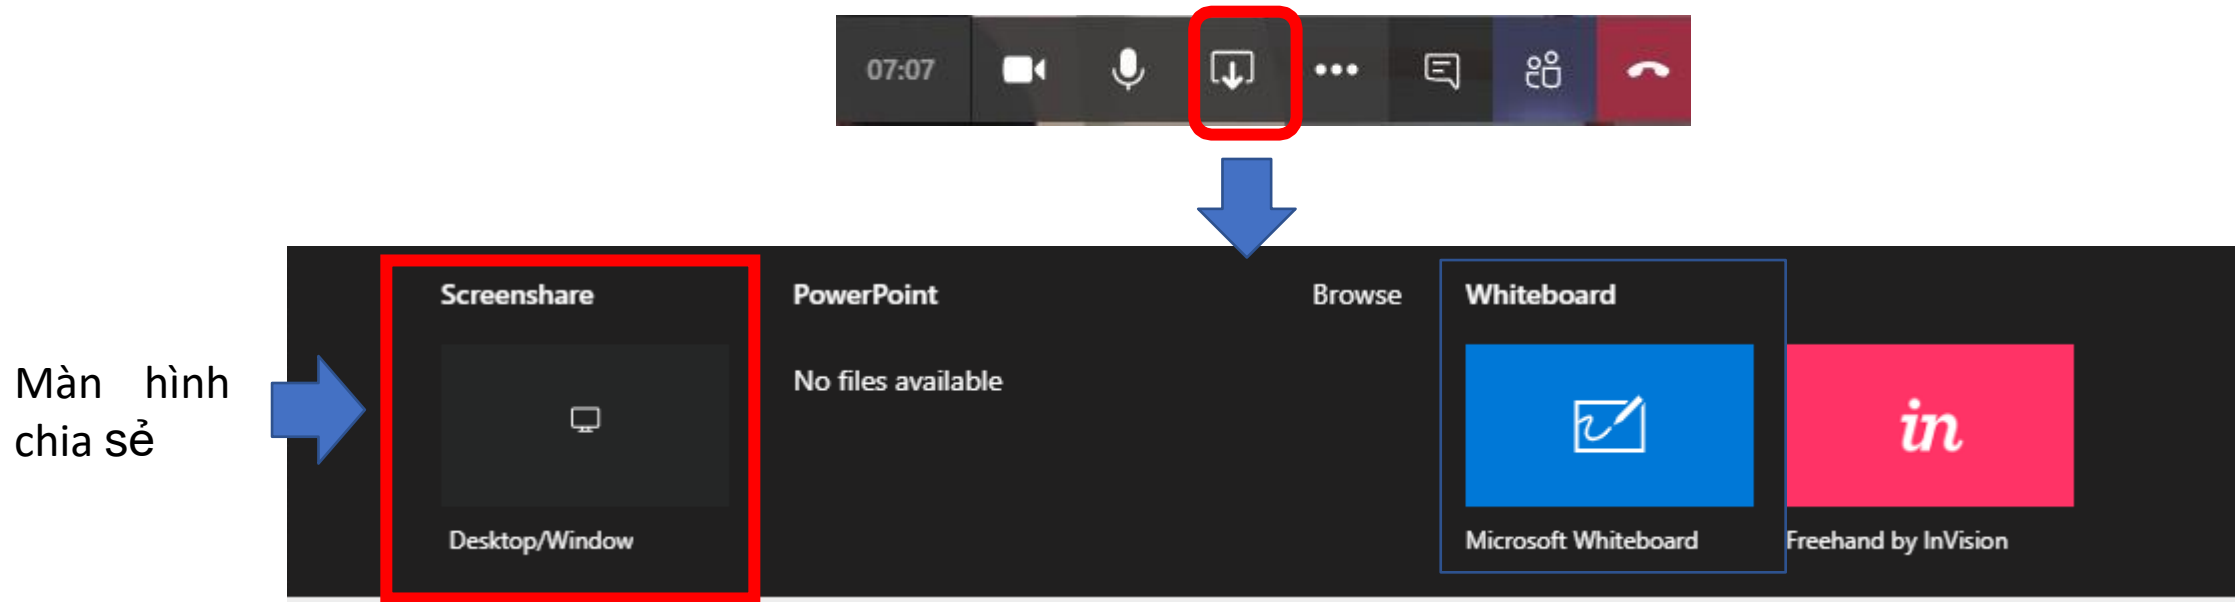 07:07
Screenshare
PowerPoint
Browse
Whiteboard
Màn hình
chia sẻ
No files available
in
Desktop/Window
Microsoft Whiteboard
Freehand by InVision